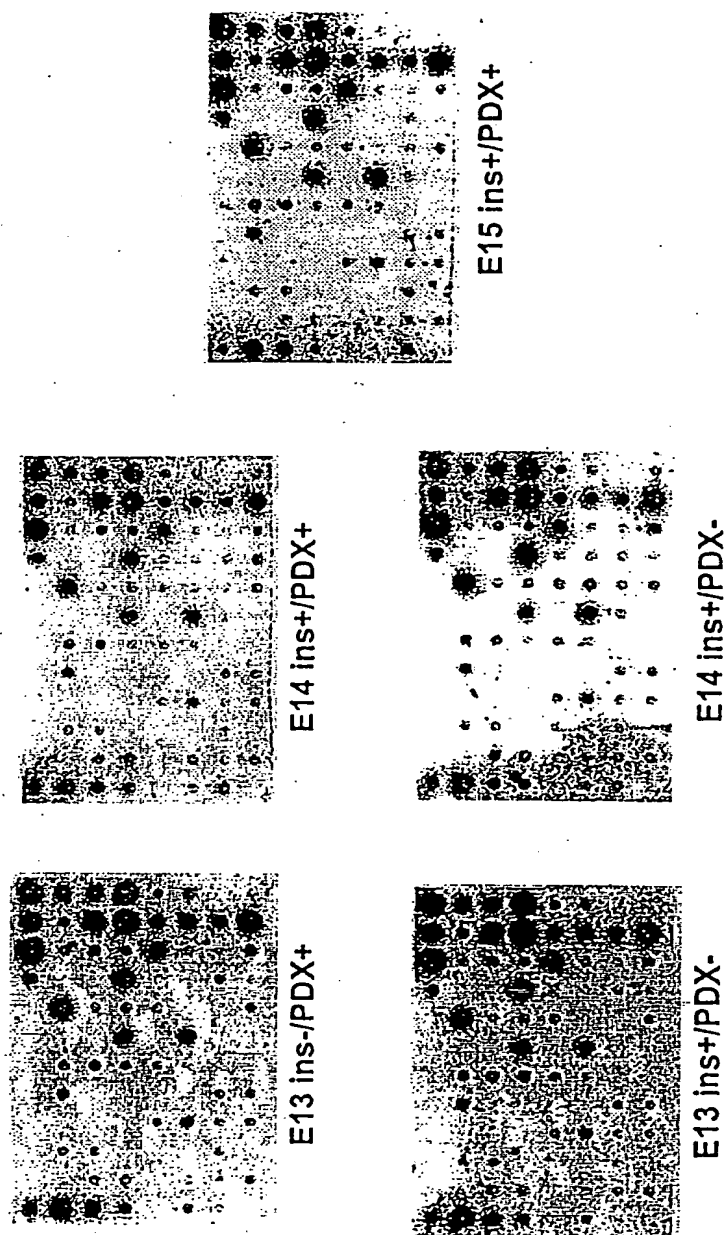 E13 ins-/PDX+
E14 ins+/PDX+
E15 ins+/PDX+
E13 ins+/PDX-
E14 ins+/PDX-